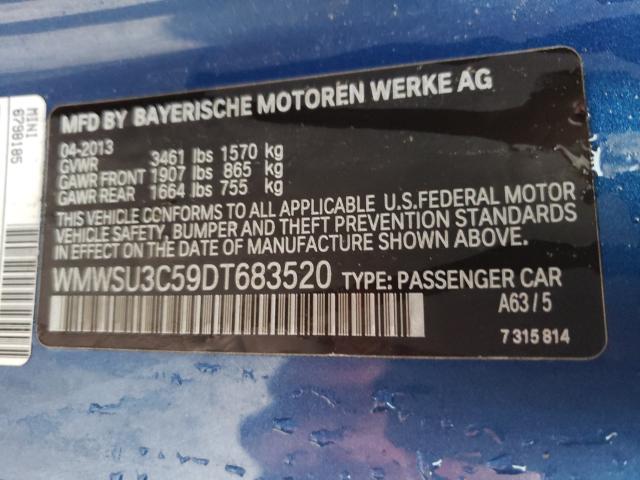 MFD BY BAYERISCHE MOTOREN WERKE AG
04-2013
GVWR 3461 lbs 1570 kg
GAWR FRONT 1907 lbs 865 kg
GAWR REAR 1664 lbs 755 kg
THIS VEHICLE CONFORMS TO ALL APPLICABLE U.S.FEDERAL MOTOR
VEHICLE SAFETY, BUMPER AND THEFT PREVENTION STANDARDS
IN EFFECT ON THE DATE OF MANUFACTURE SHOWN ABOVE.
WMWSU3C59DT683520 TYPE: PASSENGER CAR
A63 / 5
7 315 814
MINI
6798185